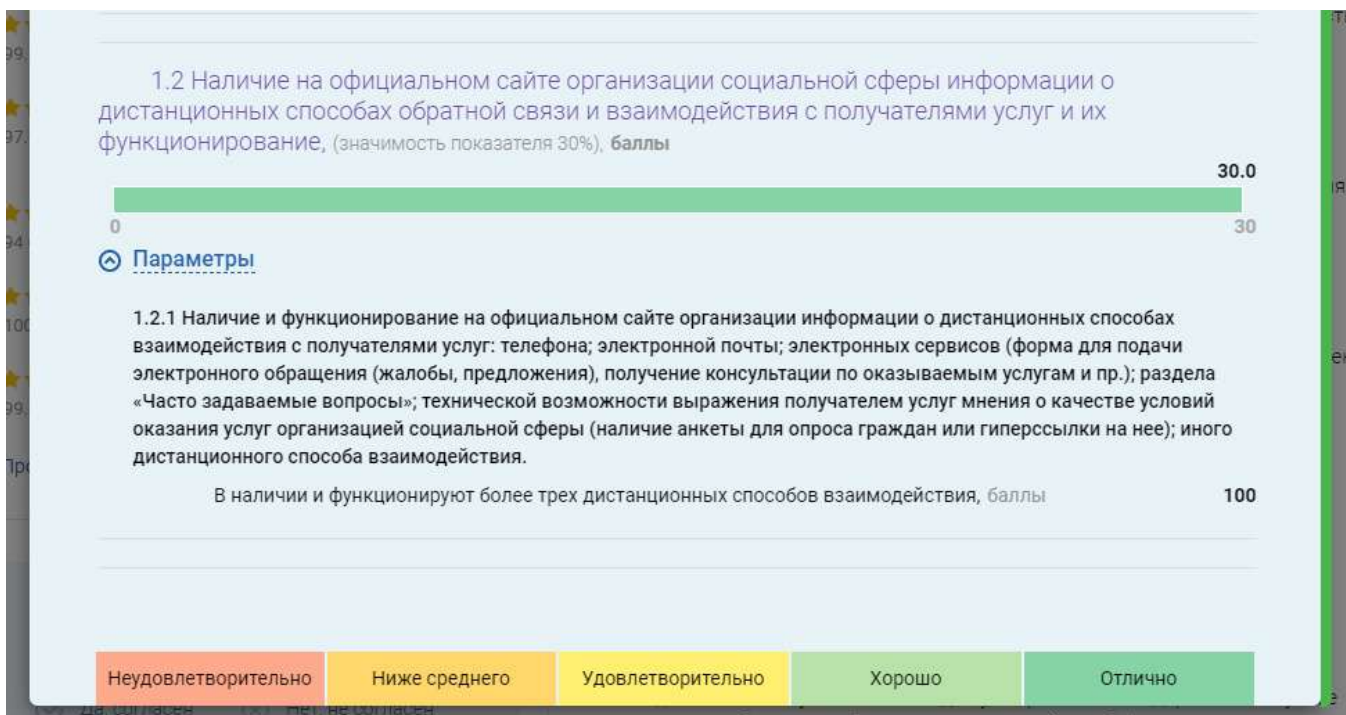 1.2 Наличие на официальном сайте организации социальной сферы информации о
дистанционных способах обратной связи и взаимодействия с получателями услуг и их
функционирование, (значимость показателя 30%), баллы
30.0
0
30
Параметры
1.2.1 Наличие и функционирование на официальном сайте организации информации о дистанционных способах
взаимодействия с получателями услуг: телефона; электронной почты; электронных сервисов (форма для подачи
электронного обращения (жалобы, предложения), получение консультации по оказываемым услугам и пр.); раздела
«Часто задаваемые вопросы»; технической возможности выражения получателем услуг мнения о качестве условий
оказания услуг организацией социальной сферы (наличие анкеты для опроса граждан или гиперссылки на нее); иного
дистанционного способа взаимодействия.
В наличии и функционируют более трех дистанционных способов взаимодействия, баллы 100
Неудовлетворительно Ниже среднего Удовлетворительно Хорошо Отлично
Да, согласен Нет, не согласен